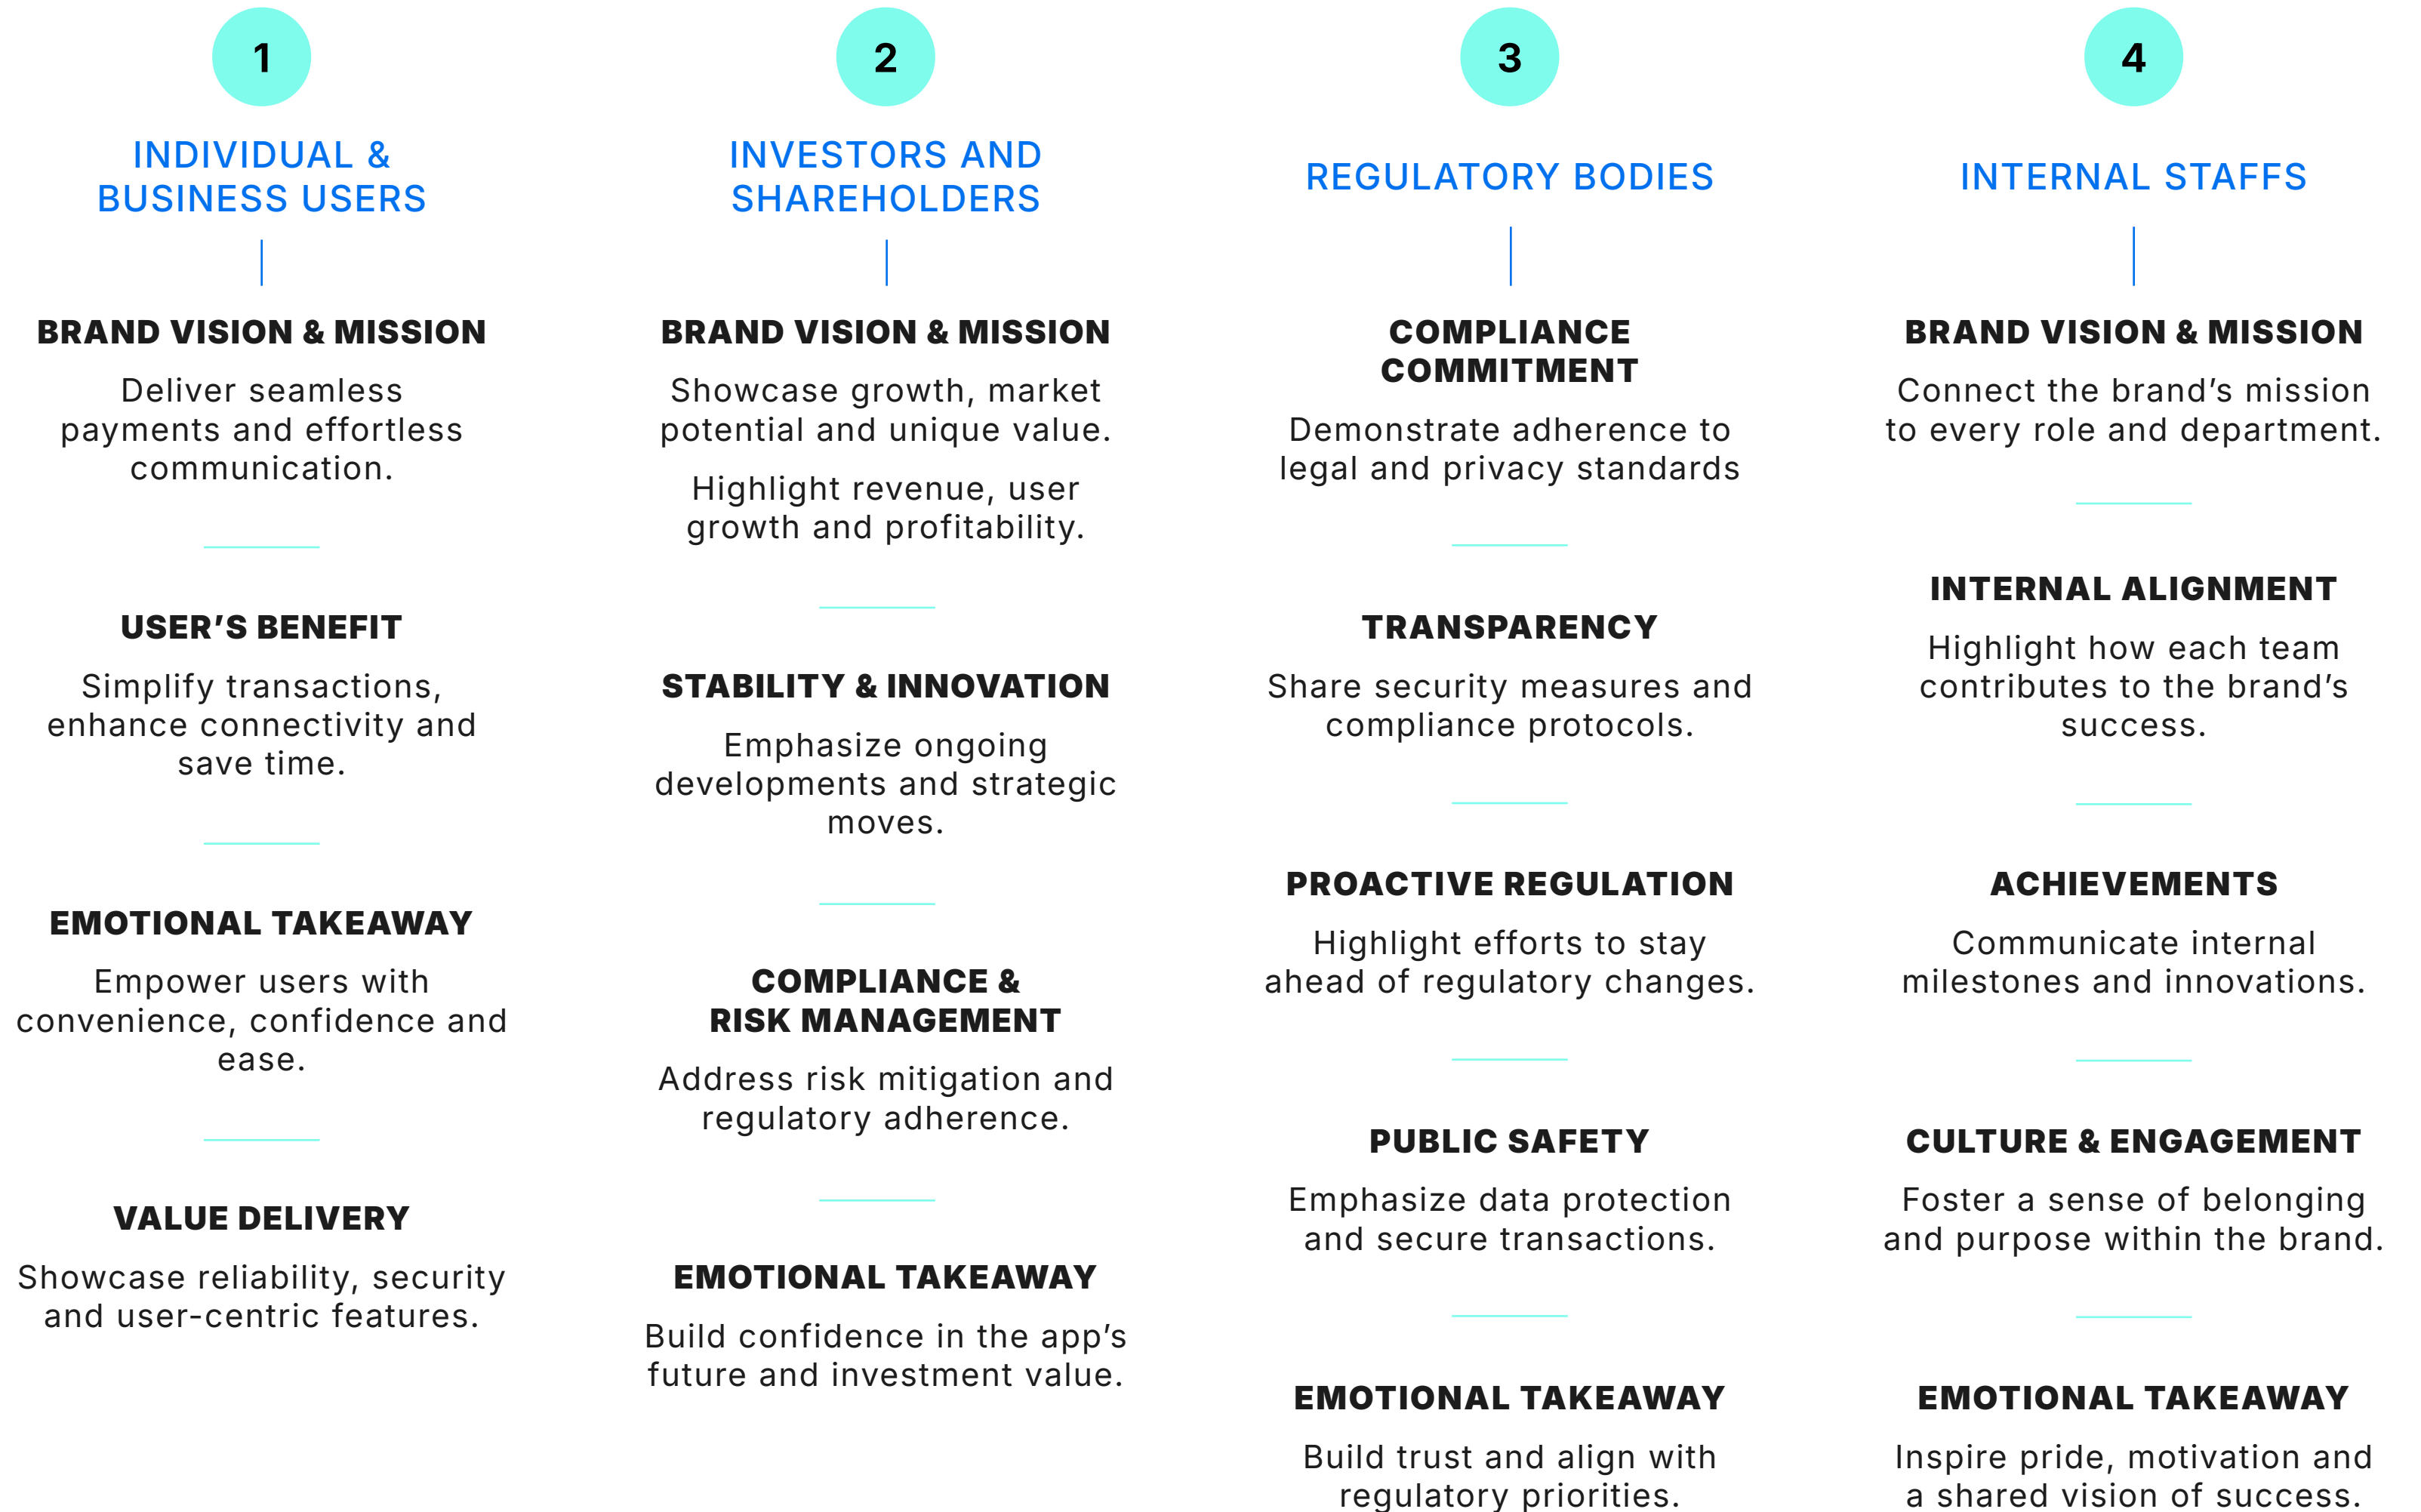 1
INDIVIDUAL &
BUSINESS USERS
BRAND VISION & MISSION
Deliver seamless
payments and effortless
communication.
USER’S BENEFIT
Simplify transactions,
enhance connectivity and
save time.
EMOTIONAL TAKEAWAY
Empower users with
convenience, confidence and
ease.
VALUE DELIVERY
Showcase reliability, security
and user-centric features.
2
INVESTORS AND
SHAREHOLDERS
BRAND VISION & MISSION
Showcase growth, market
potential and unique value.
Highlight revenue, user
growth and profitability.
STABILITY & INNOVATION
Emphasize ongoing
developments and strategic
moves.
COMPLIANCE &
RISK MANAGEMENT
Address risk mitigation and
regulatory adherence.
EMOTIONAL TAKEAWAY
Build confidence in the app’s
future and investment value.
3
REGULATORY BODIES
COMPLIANCE
COMMITMENT
Demonstrate adherence to
legal and privacy standards
TRANSPARENCY
Share security measures and
compliance protocols.
PROACTIVE REGULATION
Highlight efforts to stay
ahead of regulatory changes.
PUBLIC SAFETY
Emphasize data protection
and secure transactions.
EMOTIONAL TAKEAWAY
Build trust and align with
regulatory priorities.
4
INTERNAL STAFFS
BRAND VISION & MISSION
Connect the brand’s mission
to every role and department.
INTERNAL ALIGNMENT
Highlight how each team
contributes to the brand’s
success.
ACHIEVEMENTS
Communicate internal
milestones and innovations.
CULTURE & ENGAGEMENT
Foster a sense of belonging
and purpose within the brand.
EMOTIONAL TAKEAWAY
Inspire pride, motivation and
a shared vision of success.